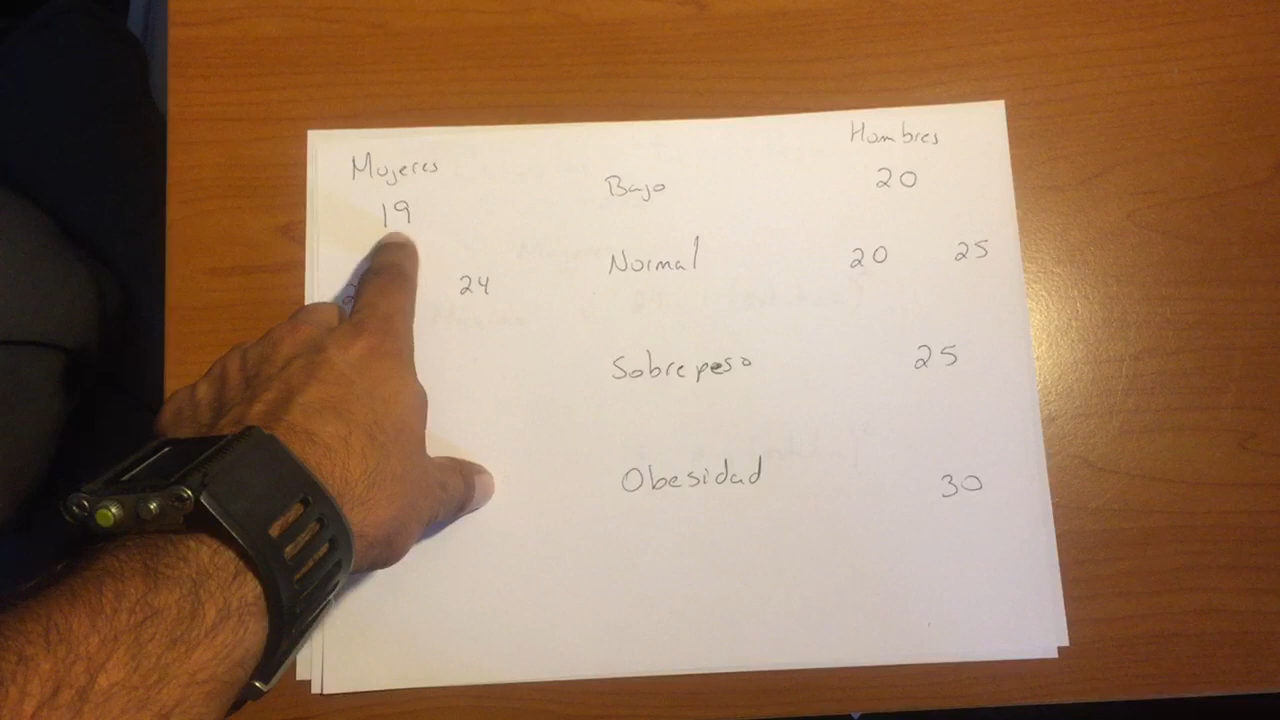 Mujeres Hombres
19 Bajo 20
24 Normal 20 25
Sobrepeso 25
Obesidad 30